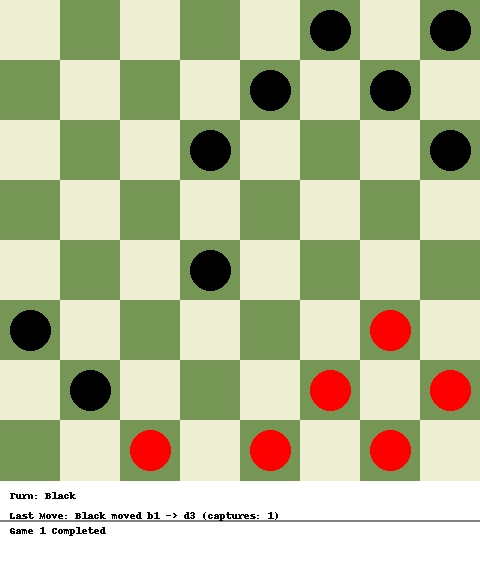 Turn: Black
Last Move: Black moved b1 -> d3 (captures: 1)
Game 1 Completed